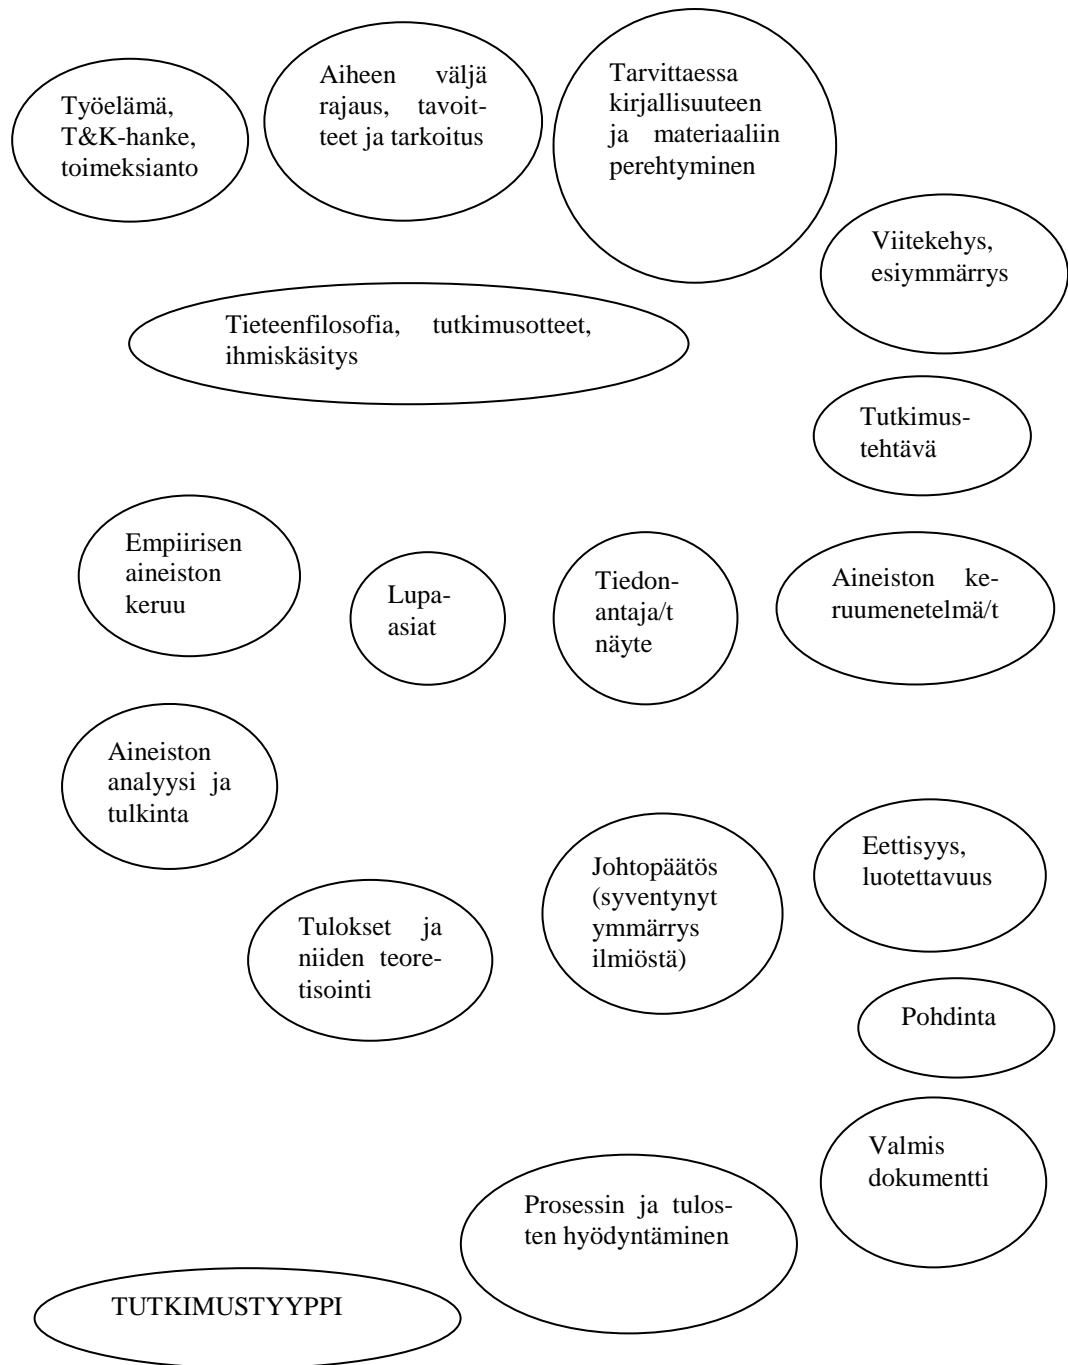 Työelämä,
T&K-hanke,
toimeksianto
Aiheen väljä
rajaus, tavoit-
teet ja tarkoitus
Tarvittaessa
kirjallisuuteen
ja materiaaliin
perehtyminen
Viitekehys,
esiymmärrys
Tieteenfilosofia, tutkimusotteet,
ihmiskäsitys
Tutkimus-
tehtävä
Empiirisen
aineiston
keruu
Lupa-
asiat
Tiedon-
antaja/t
näyte
Aineiston ke-
ruumenetelmä/t
Aineiston
analyysi ja
tulkinta
Tulokset ja
niiden teore-
tisointi
Johtopäätös
(syventynyt
ymmärrys
ilmiöstä)
Eettisyys,
luotettavuus
Pohdinta
Valmis
dokumentti
Prosessin ja tulos-
ten hyödyntäminen
TUTKIMUSTYYPPI